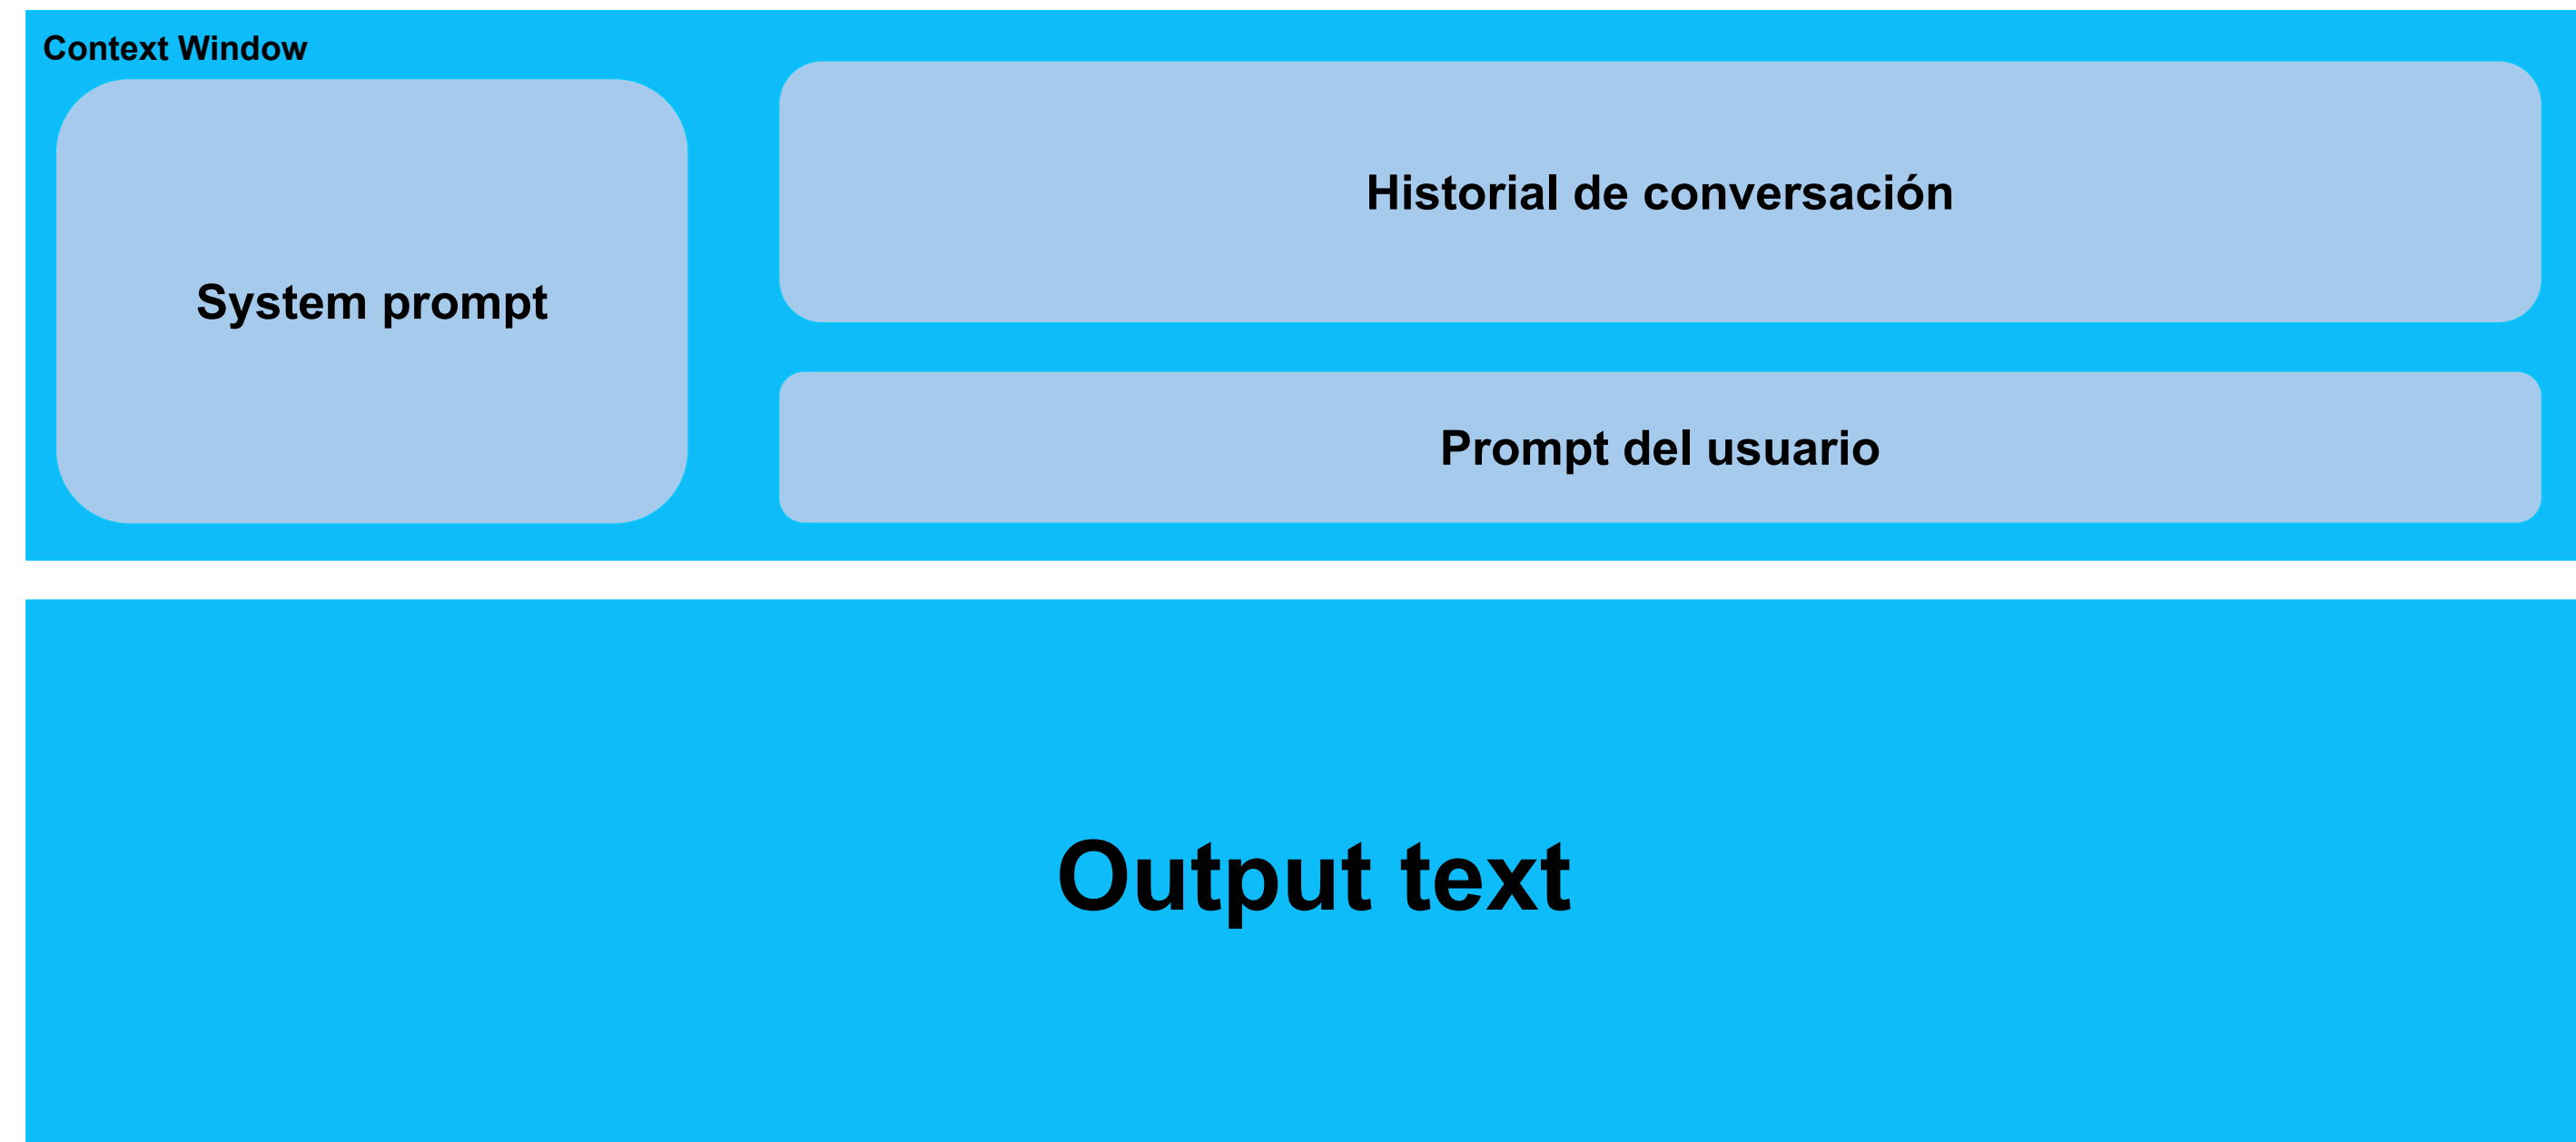 Context Window
System prompt
Historial de conversación
Prompt del usuario
Output text